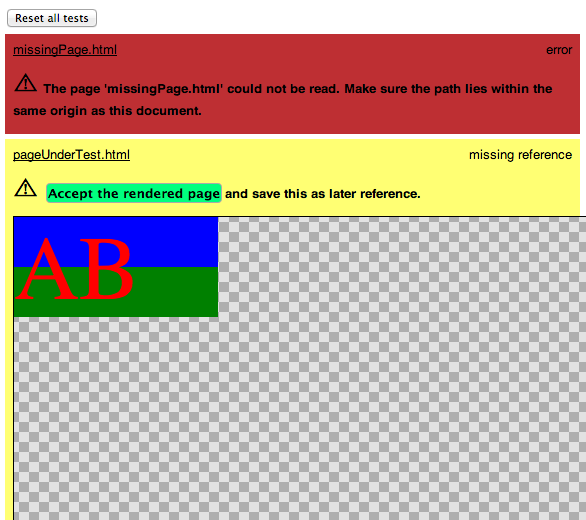 Reset all tests
missingPage.html error
⚠ The page 'missingPage.html' could not be read. Make sure the path lies within the
same origin as this document.
pageUnderTest.html missing reference
⚠ Accept the rendered page and save this as later reference.
AB